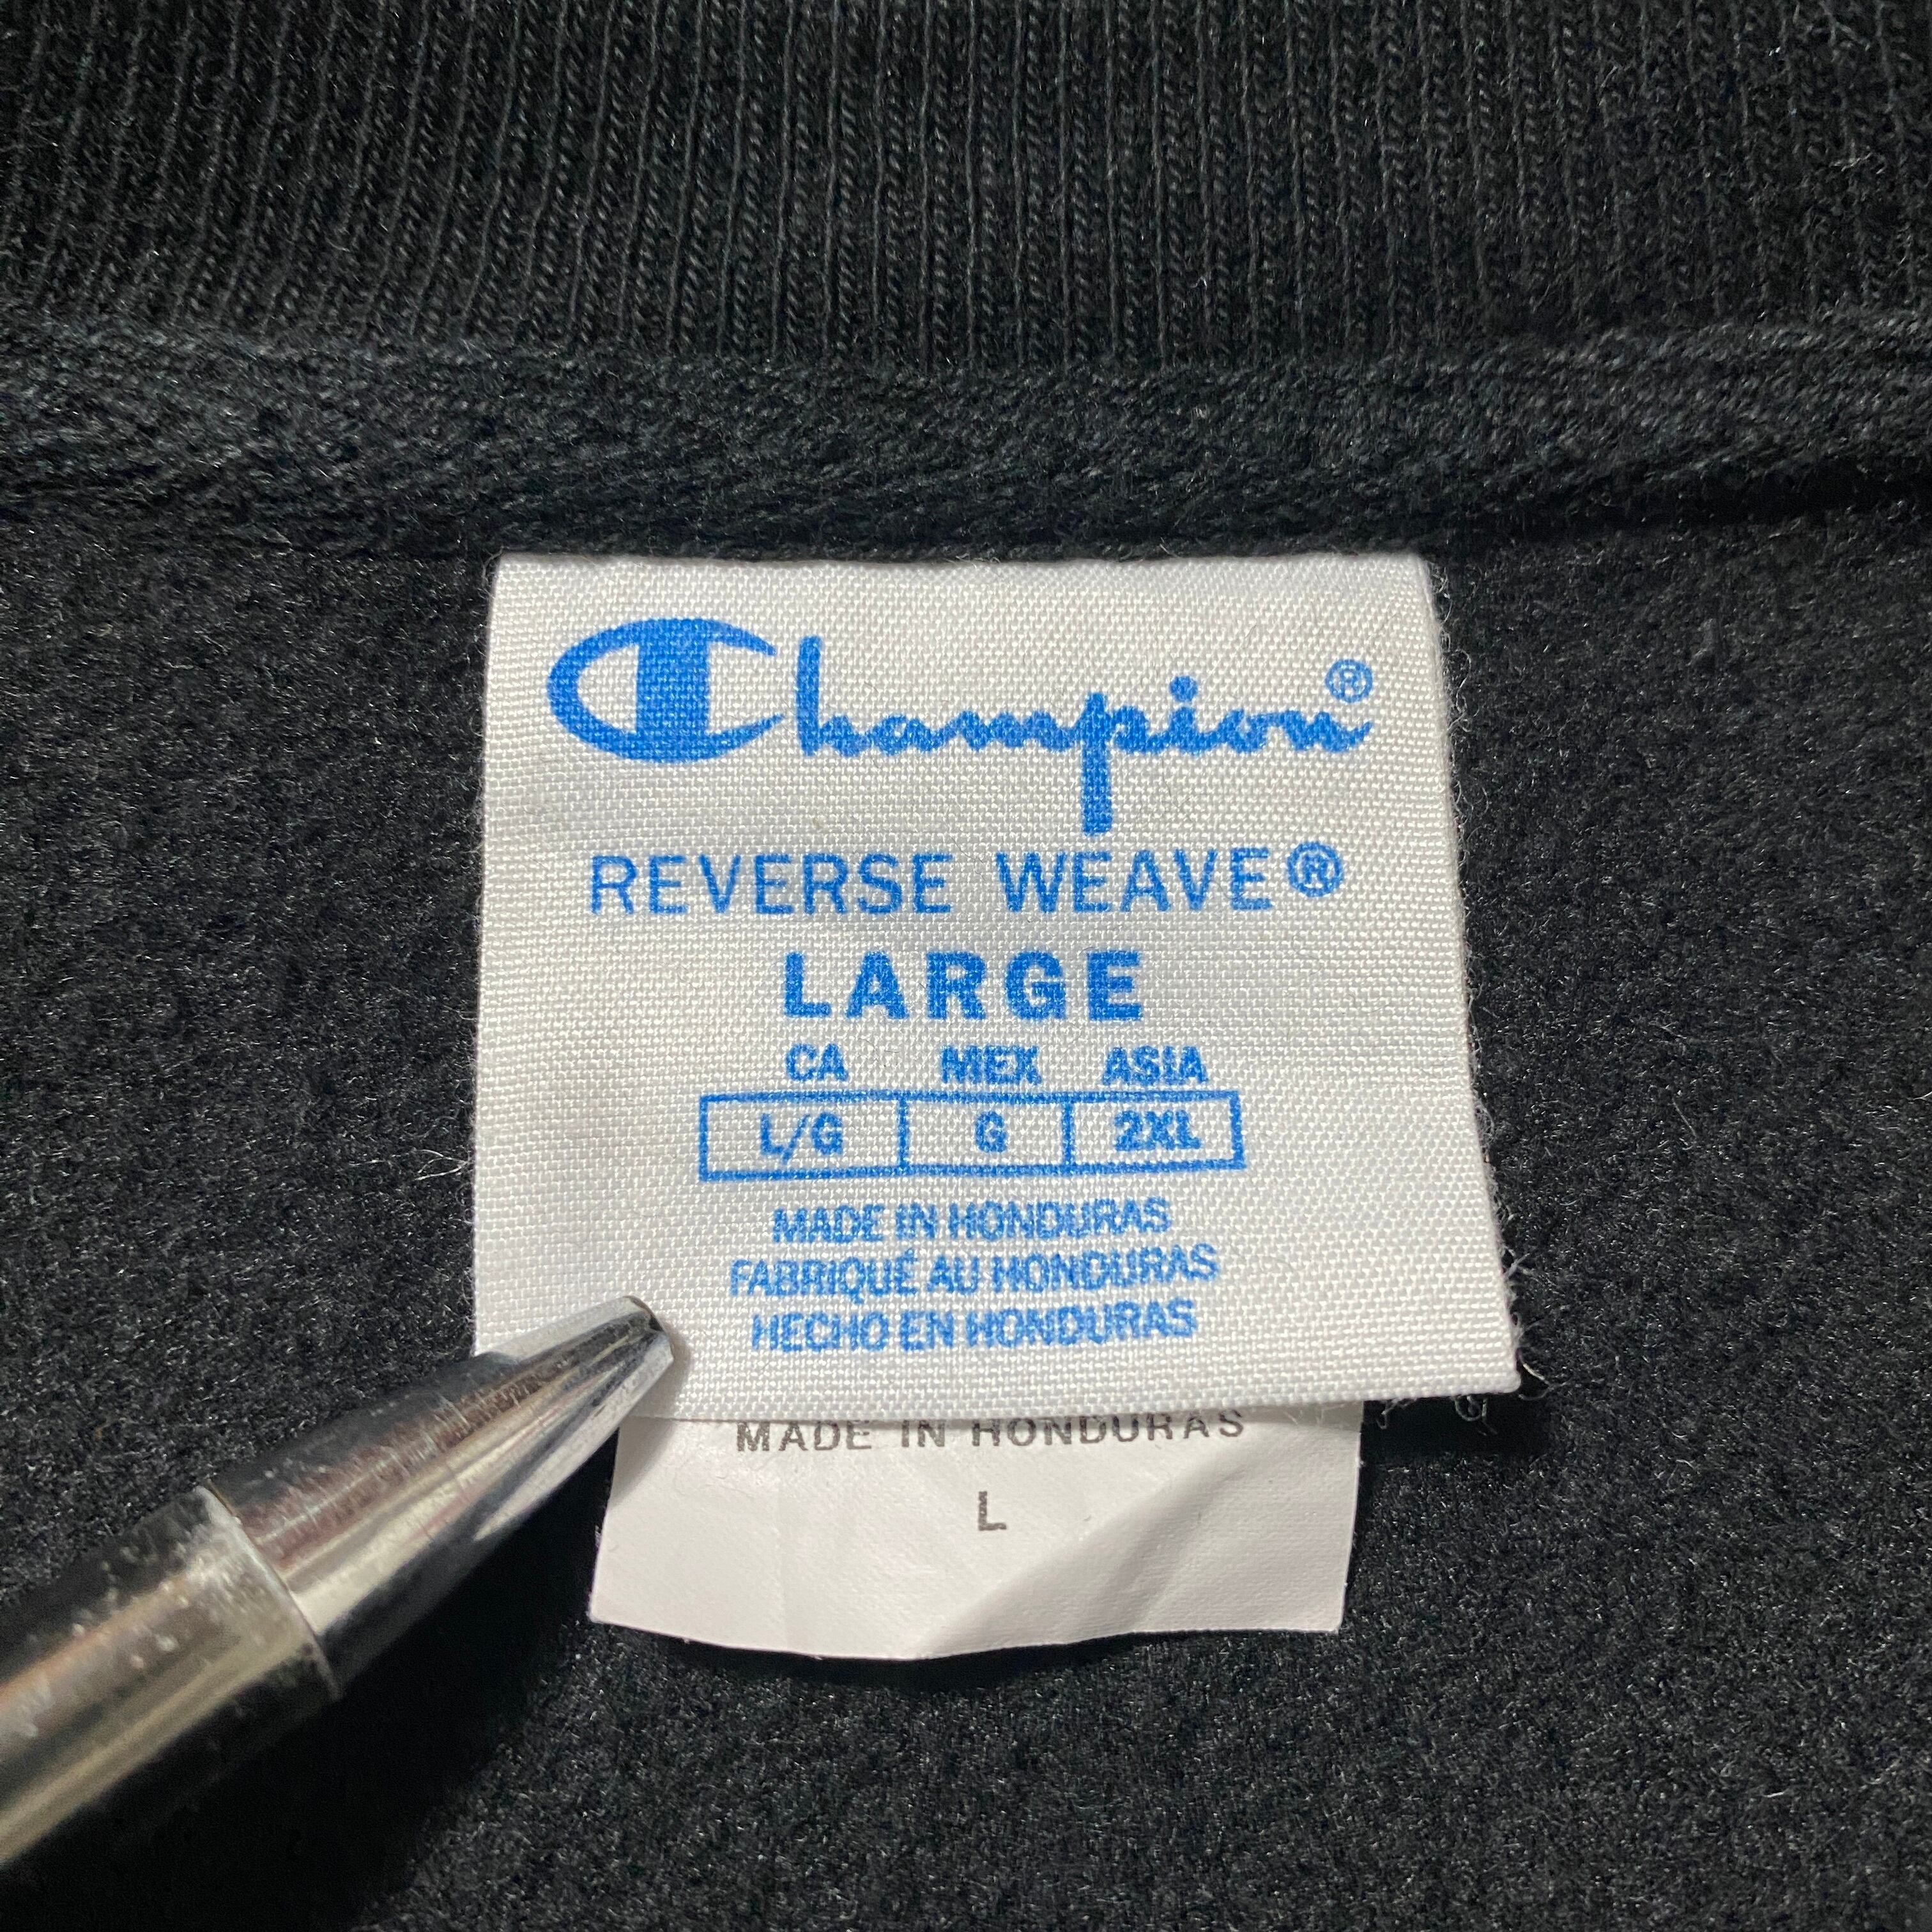 Champion®
REVERSE WEAVE®
LARGE
CA MEX ASIA
L/G G 2XL
MADE IN HONDURAS
FABRIQUÉ AU HONDURAS
HECHO EN HONDURAS
MADE IN HONDURAS
L